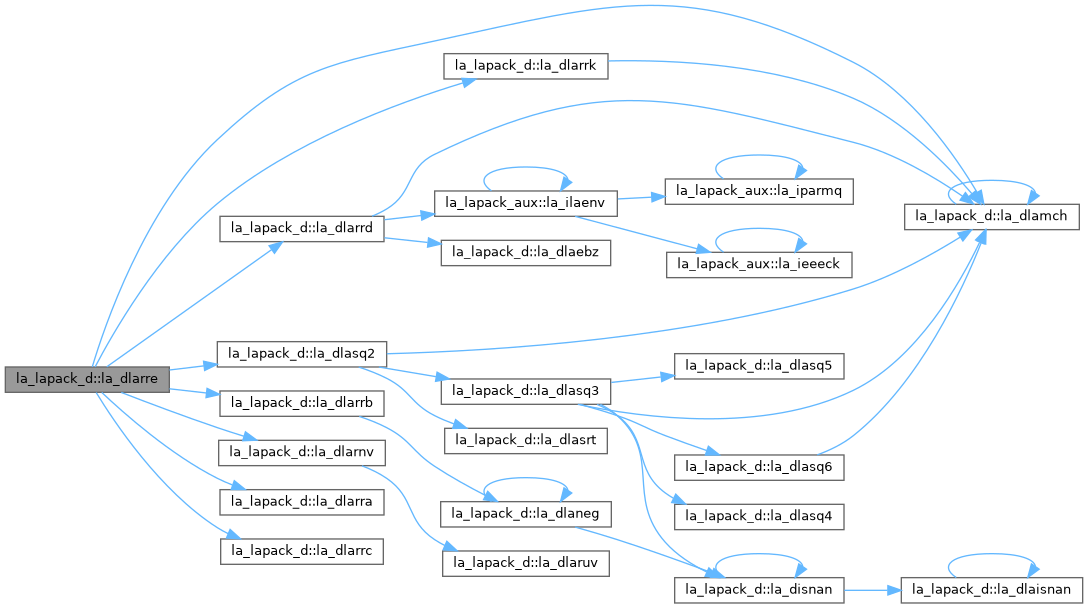 la_lapack_d::la_dlarrk
la_lapack_aux::la_iparmq
la_lapack_aux::la_ilaenv
la_lapack_d::la_dlamch
la_lapack_d::la_dlarrd
la_lapack_d::la_dlaebz
la_lapack_aux::la_ieeeck
la_lapack_d::la_dlasq2
la_lapack_d::la_dlasq5
la_lapack_d::la_dlarre
la_lapack_d::la_dlasq3
la_lapack_d::la_dlarrb
la_lapack_d::la_dlasrt
la_lapack_d::la_dlarnv
la_lapack_d::la_dlasq6
la_lapack_d::la_dlarra
la_lapack_d::la_dlaneg
la_lapack_d::la_dlasq4
la_lapack_d::la_dlarrc
la_lapack_d::la_dlaruv
la_lapack_d::la_disnan
la_lapack_d::la_dlaisnan